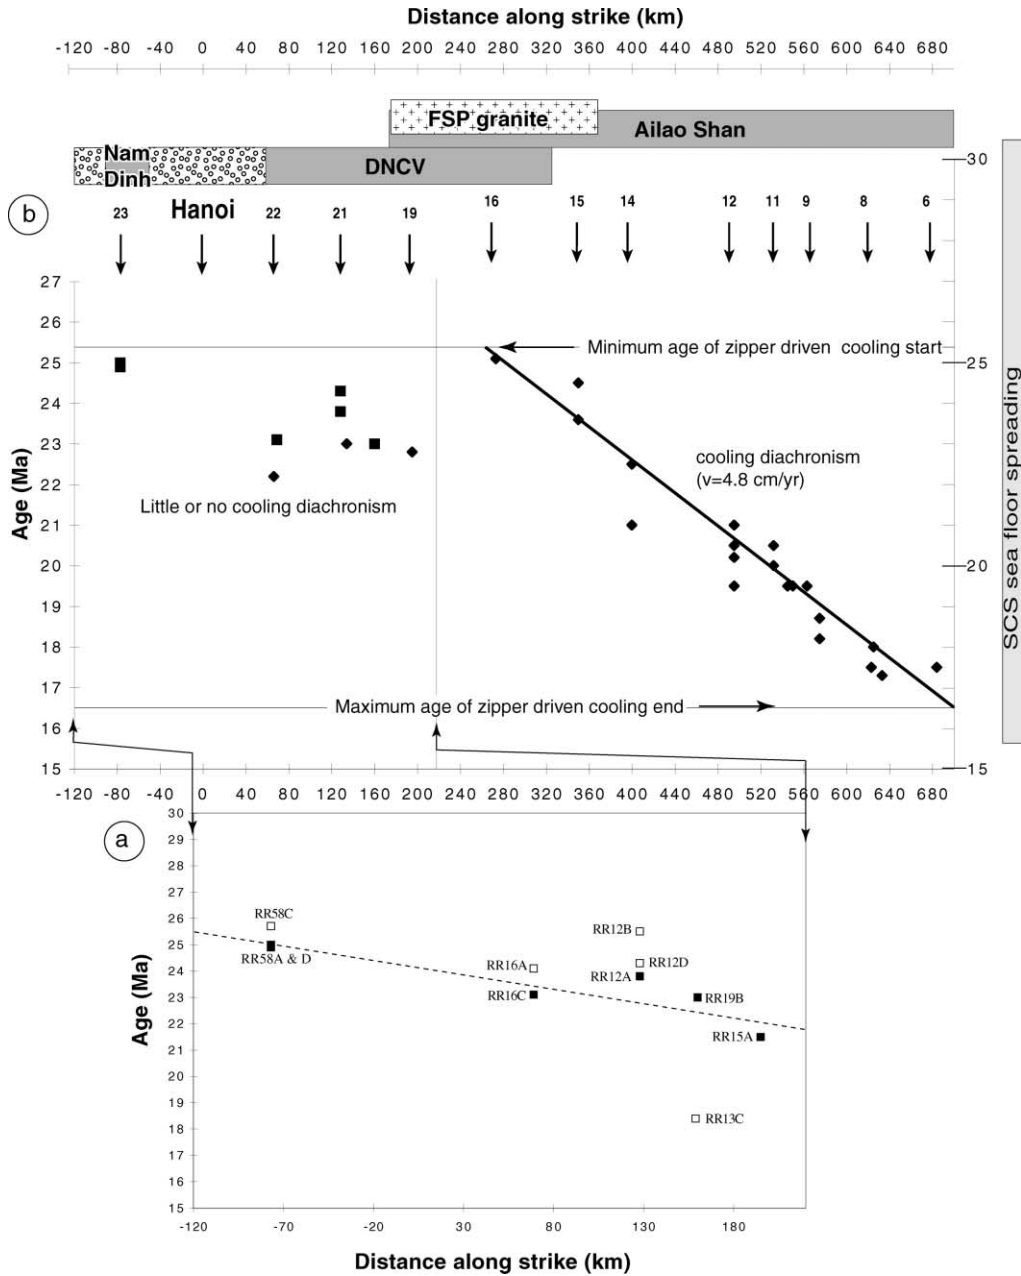 Distance along strike (km)
-120 -80 -40 0 40 80 120 160 200 240 280 320 360 400 440 480 520 560 600 640 680
FSP granite
Ailao Shan
Nam
Dinh
DNCV
30
b
23 Hanoi 22 21 19 16 15 14 12 11 9 8 6
27
26
25
24
23
22
21
20
19
18
17
16
15
Age (Ma)
25
20
15
Minimum age of zipper driven cooling start
cooling diachronism
(v=4.8 cm/yr)
Little or no cooling diachronism
Maximum age of zipper driven cooling end
SCS sea floor spreading
-120 -80 -40 0 40 80 120 160 200 240 280 320 360 400 440 480 520 560 600 640 680
a
30
29
28
27
26
25
24
23
22
21
20
19
18
17
16
15
Age (Ma)
RR58C
RR58A & D
RR16A
RR16C
RR12B
RR12D
RR12A
RR19B
RR15A
RR13C
-120 -70 -20 30 80 130 180
Distance along strike (km)